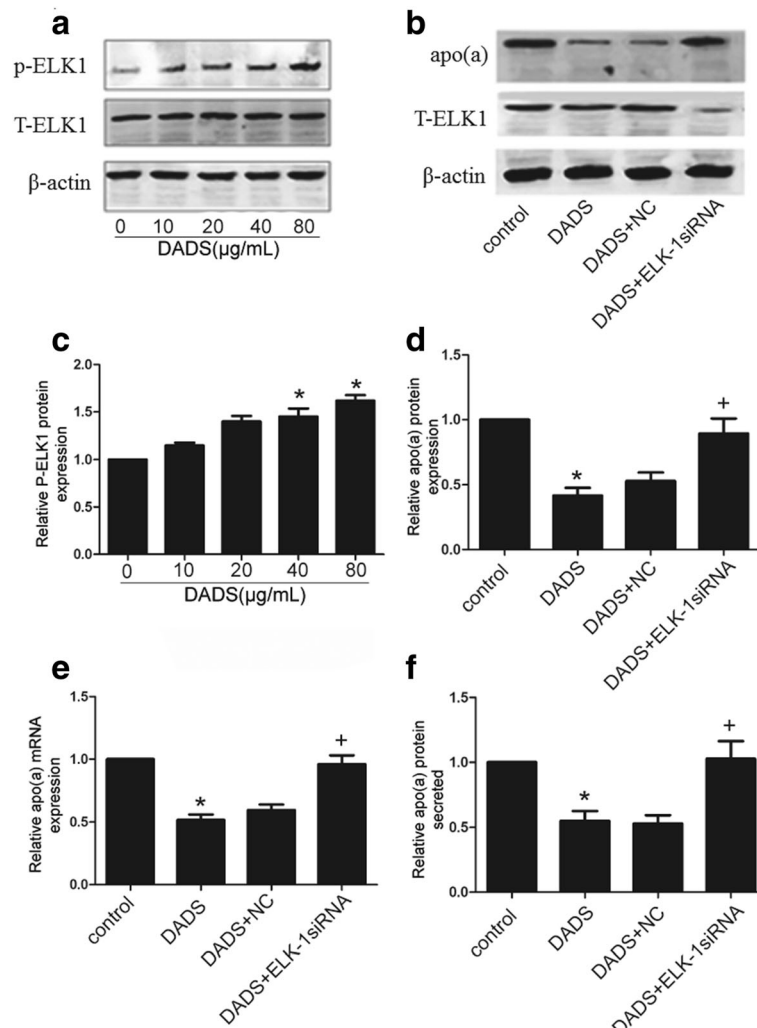 a
p-ELK1
T-ELK1
β-actin
0 10 20 40 80
DADS(μg/mL)
b
apo(a)
T-ELK1
β-actin
control
DADS
DADS+NC
DADS+ELK-1siRNA
c
Relative P-ELK1 protein
expression
2.0
1.5
1.0
0.5
0.0
* *
0 10 20 40 80
DADS(μg/mL)
d
Relative apo(a) protein
expression
1.5
1.0
0.5
0.0
* +
control
DADS
DADS+NC
DADS+ELK-1siRNA
e
Relative apo(a) mRNA
expression
1.5
1.0
0.5
0.0
* +
control
DADS
DADS+NC
DADS+ELK-1siRNA
f
Relative apo(a) protein
secreted
1.5
1.0
0.5
0.0
* +
control
DADS
DADS+NC
DADS+ELK-1siRNA